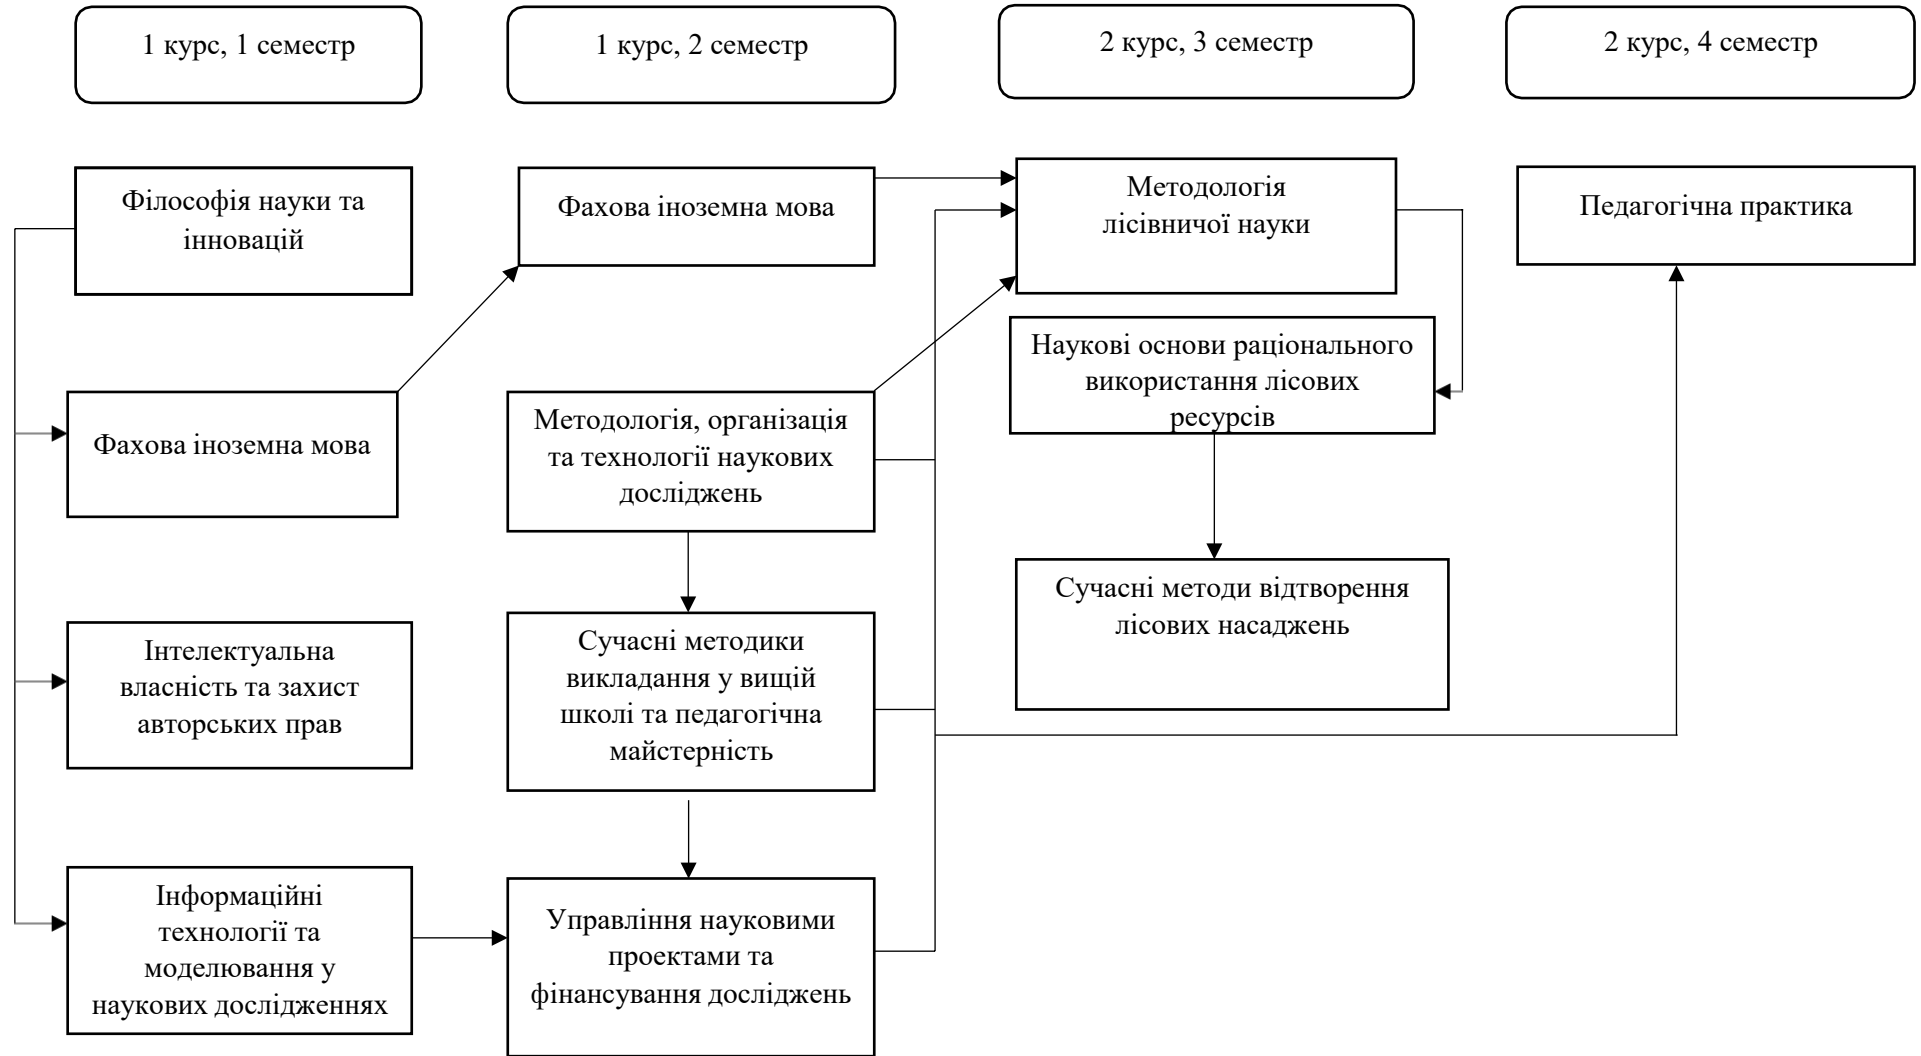 1 курс, 1 семестр
1 курс, 2 семестр
2 курс, 3 семестр
2 курс, 4 семестр
Філософія науки та
інновацій
Фахова іноземна мова
Інтелектуальна
власність та захист
авторських прав
Інформаційні
технології та
моделювання у
наукових дослідженнях
Фахова іноземна мова
Методологія, організація
та технології наукових
досліджень
Сучасні методики
викладання у вищій
школі та педагогічна
майстерність
Управління науковими
проектами та
фінансування досліджень
Методологія
лісівничої науки
Наукові основи раціонального
використання лісових
ресурсів
Сучасні методи відтворення
лісових насаджень
Педагогічна практика